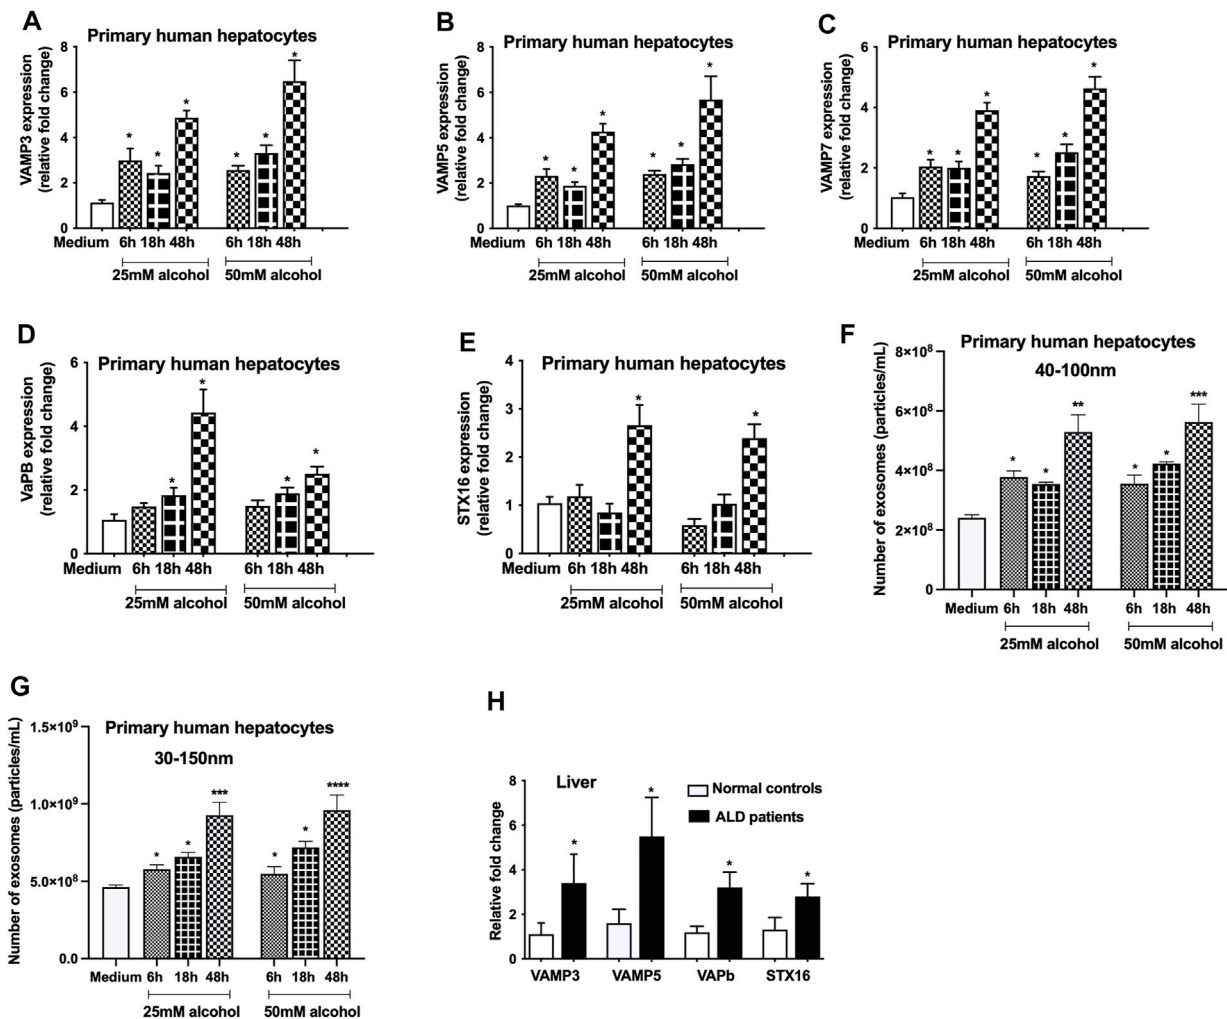 A
Primary human hepatocytes
VAMP3 expression
(relative fold change)
8
6
4
2
0
* * * * * *
Medium 6h 18h 48h 6h 18h 48h
25mM alcohol 50mM alcohol
B
Primary human hepatocytes
VAMP5 expression
(relative fold change)
8
6
4
2
0
* * * * * *
Medium 6h 18h 48h 6h 18h 48h
25mM alcohol 50mM alcohol
C
Primary human hepatocytes
VAMP7 expression
(relative fold change)
6
4
2
0
* * * * * *
Medium 6h 18h 48h 6h 18h 48h
25mM alcohol 50mM alcohol
D
Primary human hepatocytes
VaPB expression
(relative fold change)
6
4
2
0
* * * *
Medium 6h 18h 48h 6h 18h 48h
25mM alcohol 50mM alcohol
E
Primary human hepatocytes
STX16 expression
(relative fold change)
4
3
2
1
0
* *
Medium 6h 18h 48h 6h 18h 48h
25mM alcohol 50mM alcohol
F
Primary human hepatocytes
40-100nm
Number of exosomes (particles/mL)
8×10⁸
6×10⁸
4×10⁸
2×10⁸
0
* * ** * * ***
Medium 6h 18h 48h 6h 18h 48h
25mM alcohol 50mM alcohol
G
Primary human hepatocytes
30-150nm
Number of exosomes (particles/mL)
1.5×10⁹
1.0×10⁹
5.0×10⁸
0.0
* * *** * * ****
Medium 6h 18h 48h 6h 18h 48h
25mM alcohol 50mM alcohol
H
Liver
Normal controls
ALD patients
Relative fold change
8
6
4
2
0
* * * *
VAMP3 VAMP5 VAPb STX16